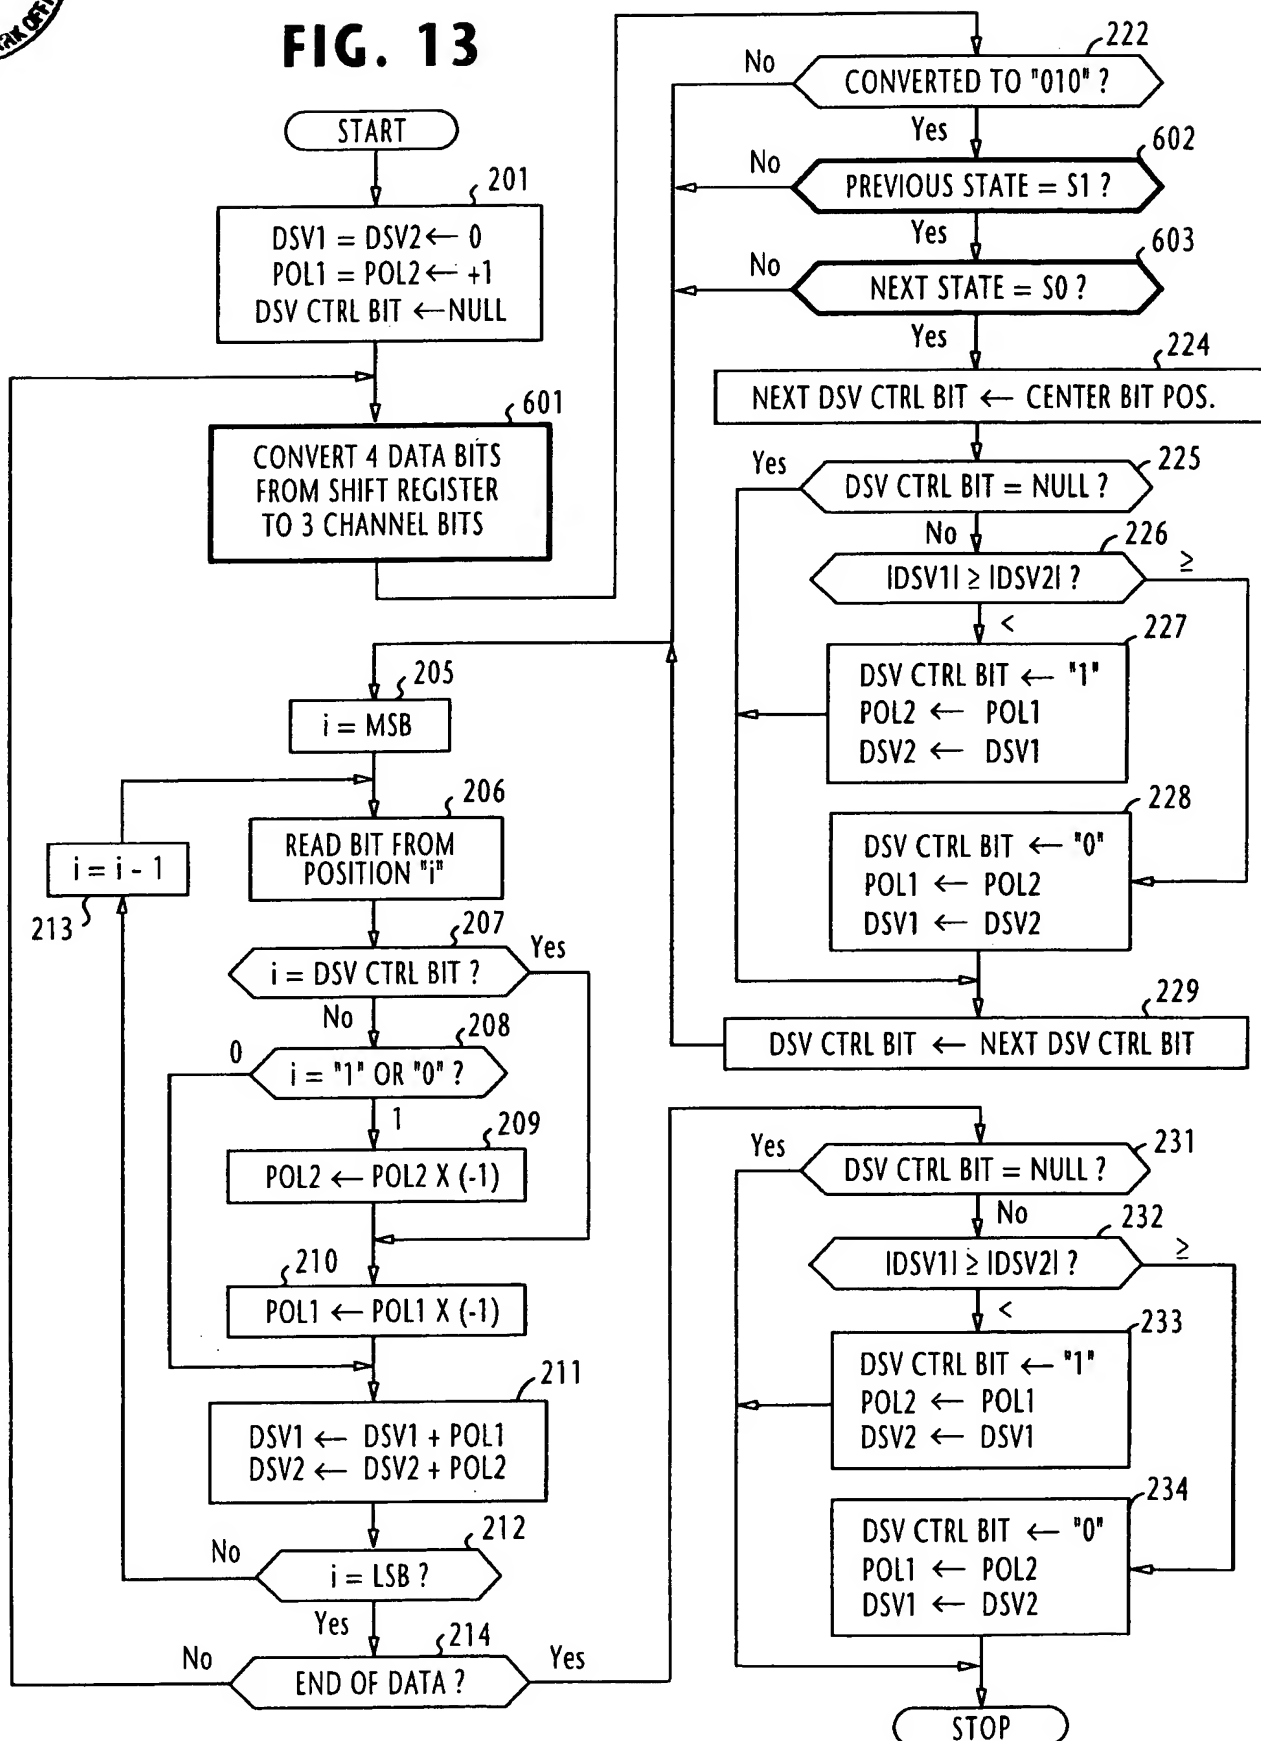 FIG. 13
START
201
DSV1 = DSV2 ← 0
POL1 = POL2 ← +1
DSV CTRL BIT ← NULL
601
CONVERT 4 DATA BITS
FROM SHIFT REGISTER
TO 3 CHANNEL BITS
205
i = MSB
206
READ BIT FROM
POSITION "i"
i = i - 1
213
207
i = DSV CTRL BIT ?
Yes
No
208
0
i = "1" OR "0" ?
1
209
POL2 ← POL2 X (-1)
210
POL1 ← POL1 X (-1)
211
DSV1 ← DSV1 + POL1
DSV2 ← DSV2 + POL2
212
No
i = LSB ?
Yes
214
No
END OF DATA ?
Yes
222
No
CONVERTED TO "010" ?
Yes
602
No
PREVIOUS STATE = S1 ?
Yes
603
No
NEXT STATE = S0 ?
Yes
224
NEXT DSV CTRL BIT ← CENTER BIT POS.
225
Yes
DSV CTRL BIT = NULL ?
No
226
|DSV1| ≥ |DSV2| ?
≥
<
227
DSV CTRL BIT ← "1"
POL2 ← POL1
DSV2 ← DSV1
228
DSV CTRL BIT ← "0"
POL1 ← POL2
DSV1 ← DSV2
229
DSV CTRL BIT ← NEXT DSV CTRL BIT
231
Yes
DSV CTRL BIT = NULL ?
No
232
|DSV1| ≥ |DSV2| ?
≥
<
233
DSV CTRL BIT ← "1"
POL2 ← POL1
DSV2 ← DSV1
234
DSV CTRL BIT ← "0"
POL1 ← POL2
DSV1 ← DSV2
STOP